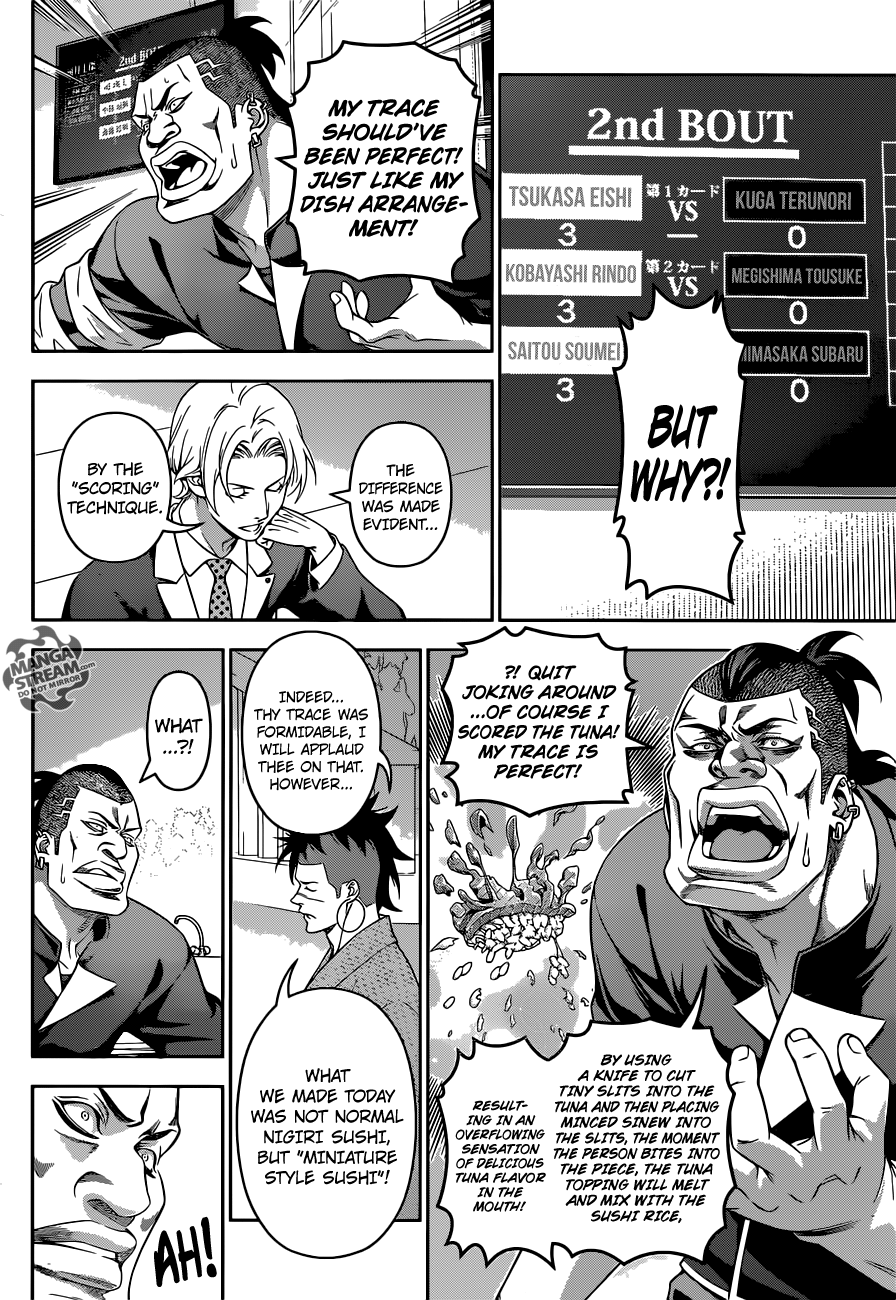 2nd BOUT
TSUKASA EISHI
第1カード
VS
KUGA TERUNORI
3
—
0
KOBAYASHI RINDO
第2カード
VS
MEGISHIMA TOUSUKE
3
0
SAITOU SOUMEI
MIMASAKA SUBARU
3
0
BUT
WHY?!
2nd BOUT
MY TRACE
SHOULD'VE
BEEN PERFECT!
JUST LIKE MY
DISH ARRANGE-
MENT!
THE
DIFFERENCE
WAS MADE
EVIDENT...
BY THE
"SCORING"
TECHNIQUE.
?! QUIT
JOKING AROUND
...OF COURSE I
SCORED THE TUNA!
MY TRACE IS
PERFECT!
BY USING
A KNIFE TO CUT
TINY SLITS INTO THE
TUNA AND THEN PLACING
MINCED SINEW INTO
THE SLITS, THE MOMENT
THE PERSON BITES INTO
THE PIECE, THE TUNA
TOPPING WILL MELT
AND MIX WITH THE
SUSHI RICE,
RESULT-
ING IN AN
OVERFLOWING
SENSATION
OF DELICIOUS
TUNA FLAVOR
IN THE
MOUTH!
INDEED...
THY TRACE WAS
FORMIDABLE, I
WILL APPLAUD
THEE ON THAT.
HOWEVER...
WHAT
WE MADE TODAY
WAS NOT NORMAL
NIGIRI SUSHI,
BUT "MINIATURE
STYLE SUSHI"!
WHAT
...?!
AH!
MANGA
STREAM.com
DO NOT MIRROR